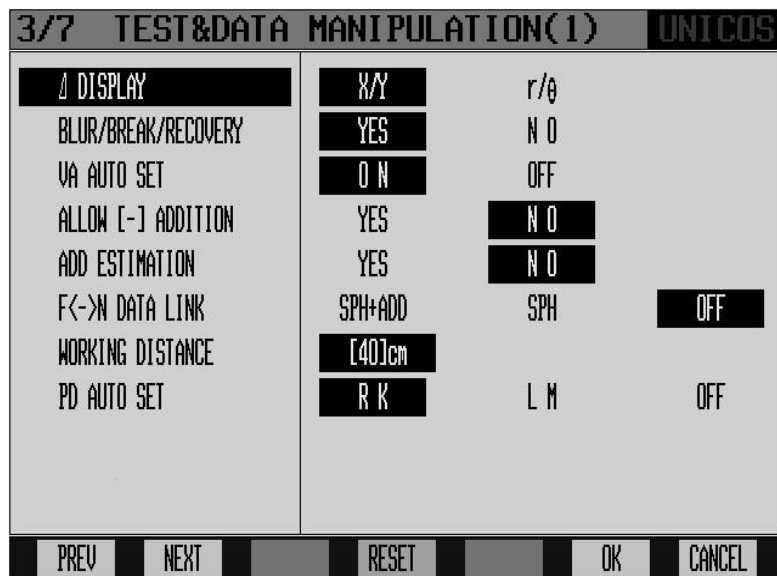 3/7 TEST&DATA MANIPULATION(1) UNICOS
⊿ DISPLAY X/Y r/θ
BLUR/BREAK/RECOVERY YES NO
VA AUTO SET ON OFF
ALLOW [-] ADDITION YES NO
ADD ESTIMATION YES NO
F<->N DATA LINK SPH+ADD SPH OFF
WORKING DISTANCE [40]cm
PD AUTO SET RK LM OFF
PREV NEXT RESET OK CANCEL